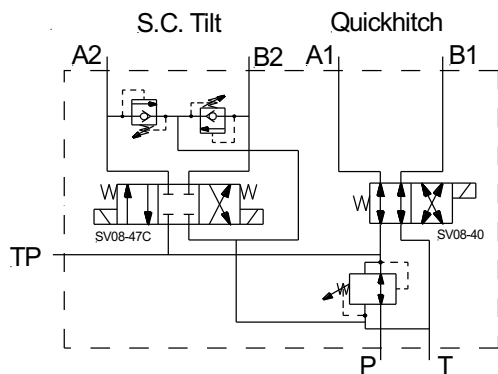 S.C. Tilt
Quickhitch
A2
B2
A1
B1
SV08-47C
SV08-40
TP
P
T